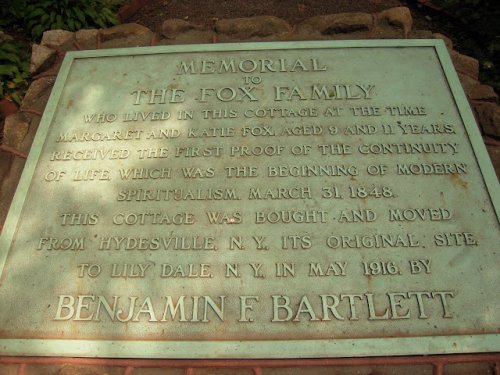 MEMORIAL
TO
THE FOX FAMILY
WHO LIVED IN THIS COTTAGE AT THE TIME
MARGARET AND KATIE FOX, AGED 9 AND 11 YEARS,
RECEIVED THE FIRST PROOF OF THE CONTINUITY
OF LIFE, WHICH WAS THE BEGINNING OF MODERN
SPIRITUALISM, MARCH 31, 1848.
THIS COTTAGE WAS BOUGHT AND MOVED
FROM HYDESVILLE, N.Y., ITS ORIGINAL SITE,
TO LILY DALE, N.Y., IN MAY 1916, BY
BENJAMIN F. BARTLETT